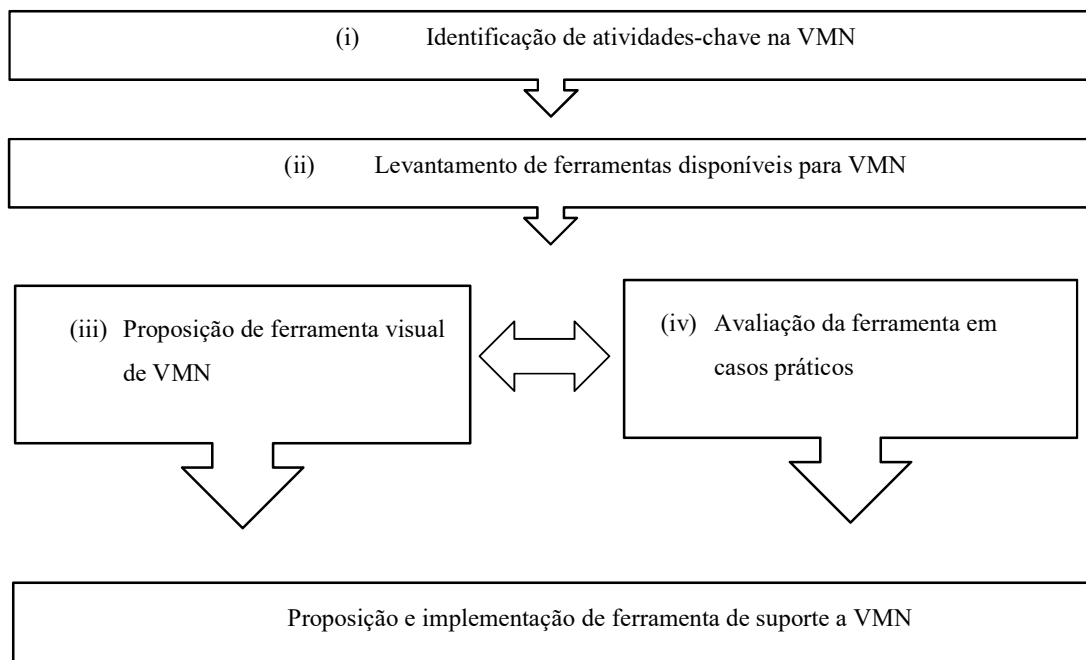 (i) Identificação de atividades-chave na VMN
(ii) Levantamento de ferramentas disponíveis para VMN
(iii) Proposição de ferramenta visual
de VMN
(iv) Avaliação da ferramenta em
casos práticos
Proposição e implementação de ferramenta de suporte a VMN